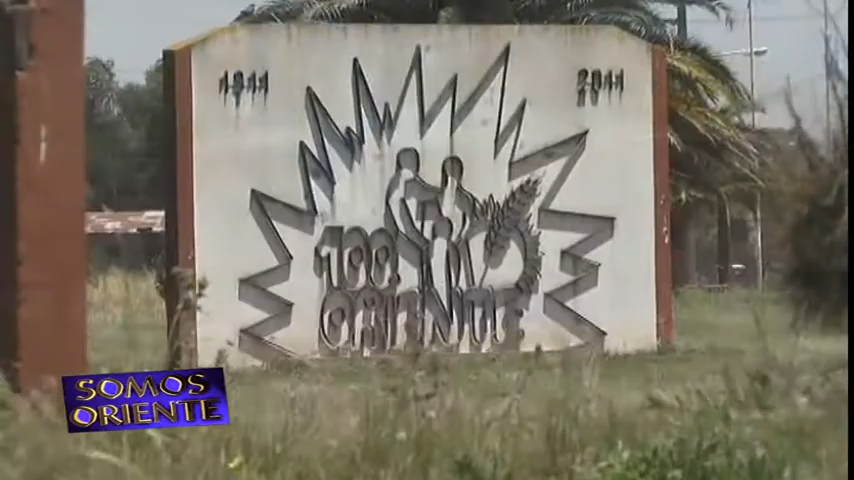 1911
2011
100
ORIENTE
SOMOS
ORIENTE